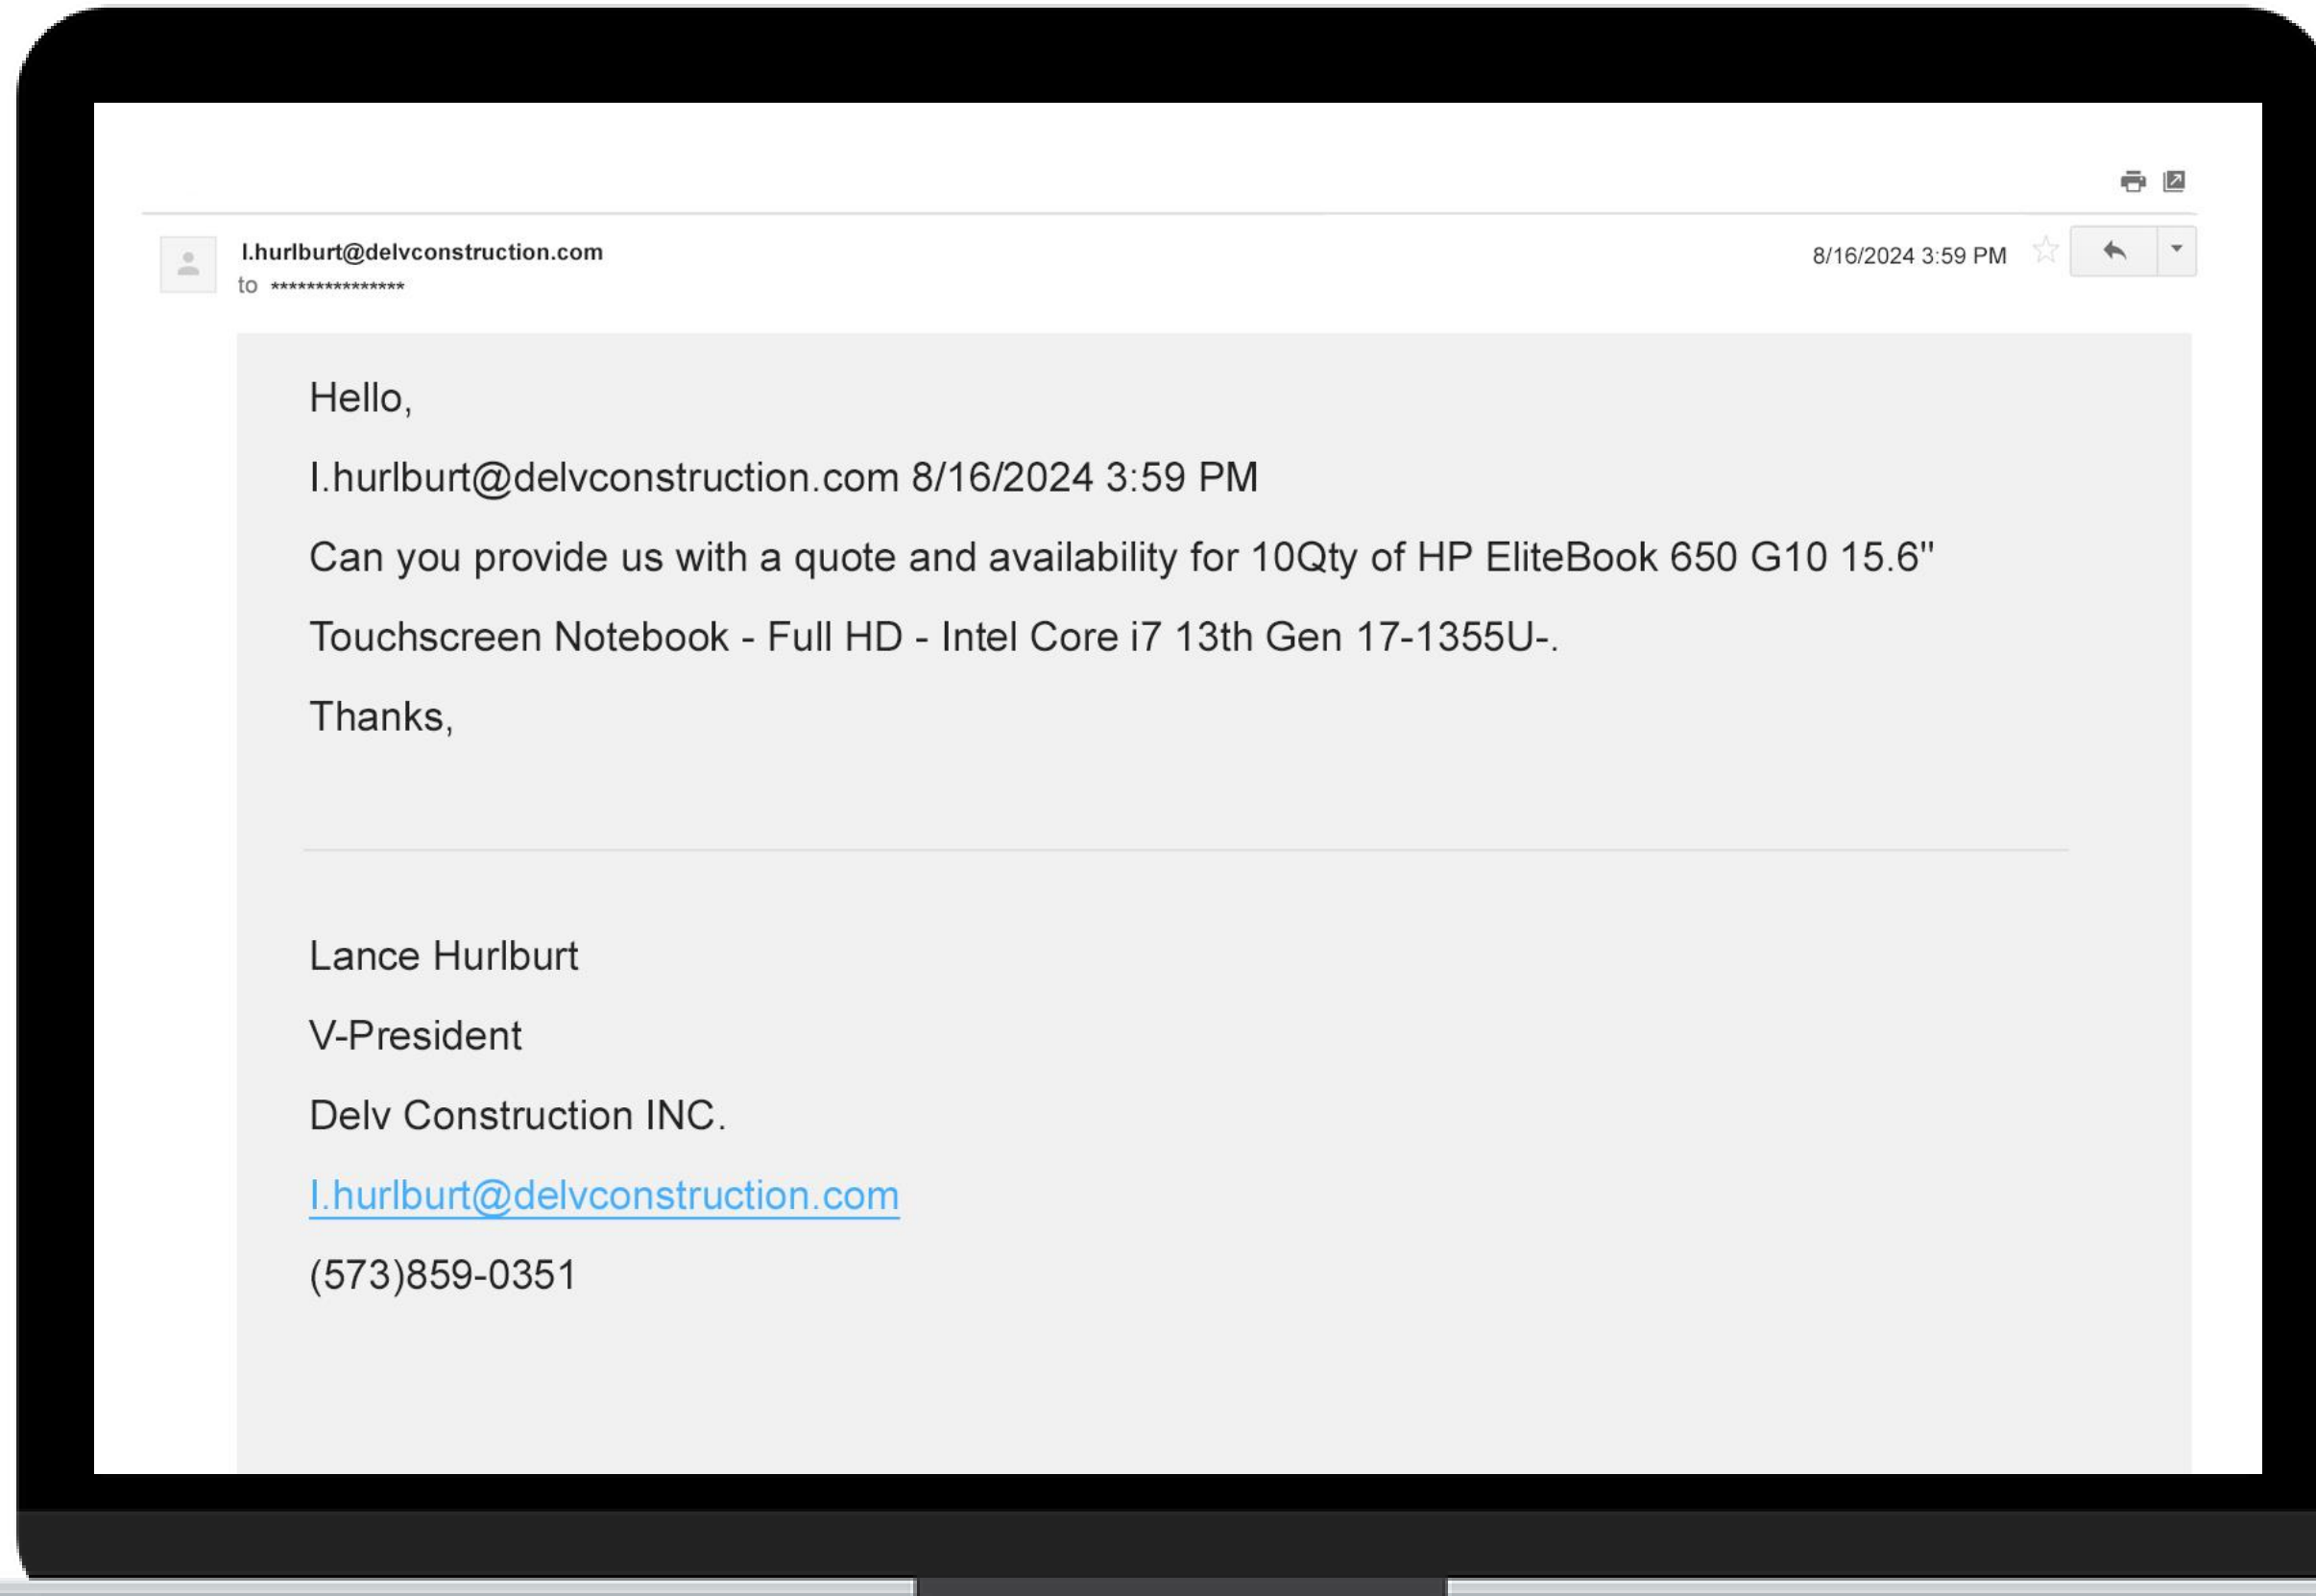 l.hurlburt@delvconstruction.com
8/16/2024 3:59 PM
to ***************
Hello,
l.hurlburt@delvconstruction.com 8/16/2024 3:59 PM
Can you provide us with a quote and availability for 10Qty of HP EliteBook 650 G10 15.6"
Touchscreen Notebook - Full HD - Intel Core i7 13th Gen 17-1355U-.
Thanks,
Lance Hurlburt
V-President
Delv Construction INC.
l.hurlburt@delvconstruction.com
(573)859-0351